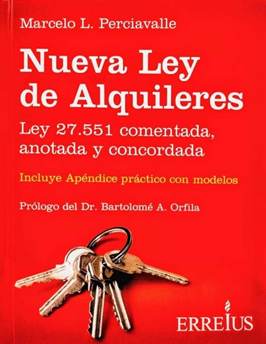 Marcelo L. Perciavalle
Nueva Ley
de Alquileres
Ley 27.551 comentada,
anotada y concordada
Incluye Apéndice práctico con modelos
Prólogo del Dr. Bartolomé A. Orfila
ERREIUS